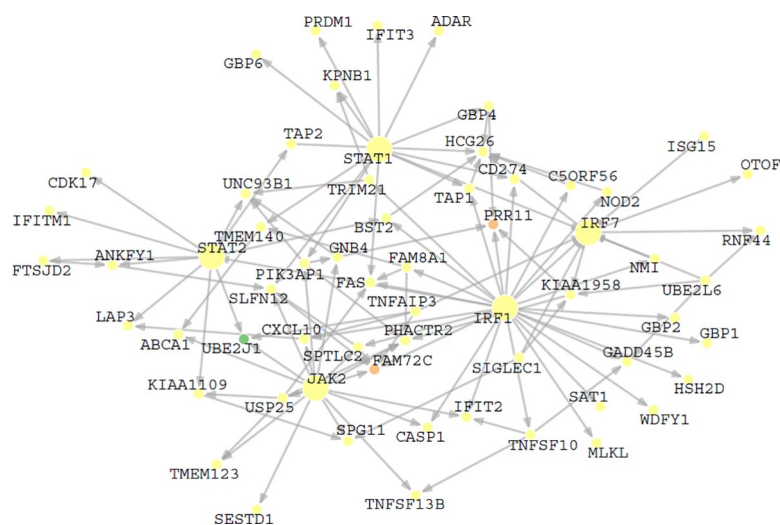 PRDM1
IFIT3
ADAR
GBP6
KPNB1
GBP4
TAP2
HCG26
STAT1
ISG15
CD274
C5ORF56
OTOF
CDK17
UNC93B1
TRIM21
TAP1
NOD2
IFITM1
BST2
PRR11
IRF7
RNF44
TMEM140
STAT2
GNB4
FTSJD2
ANKFY1
FAM8A1
NMI
PIK3AP1
FAS
KIAA1958
UBE2L6
SLFN12
TNFAIP3
LAP3
CXCL10
PHACTR2
IRF1
GBP2
GBP1
ABCA1
UBE2J1
SPTLC2
FAM72C
GADD45B
KIAA1109
JAK2
SIGLEC1
HSH2D
USP25
IFIT2
SAT1
WDFY1
SPG11
CASP1
TNFSF10
MLKL
TMEM123
TNFSF13B
SESTD1